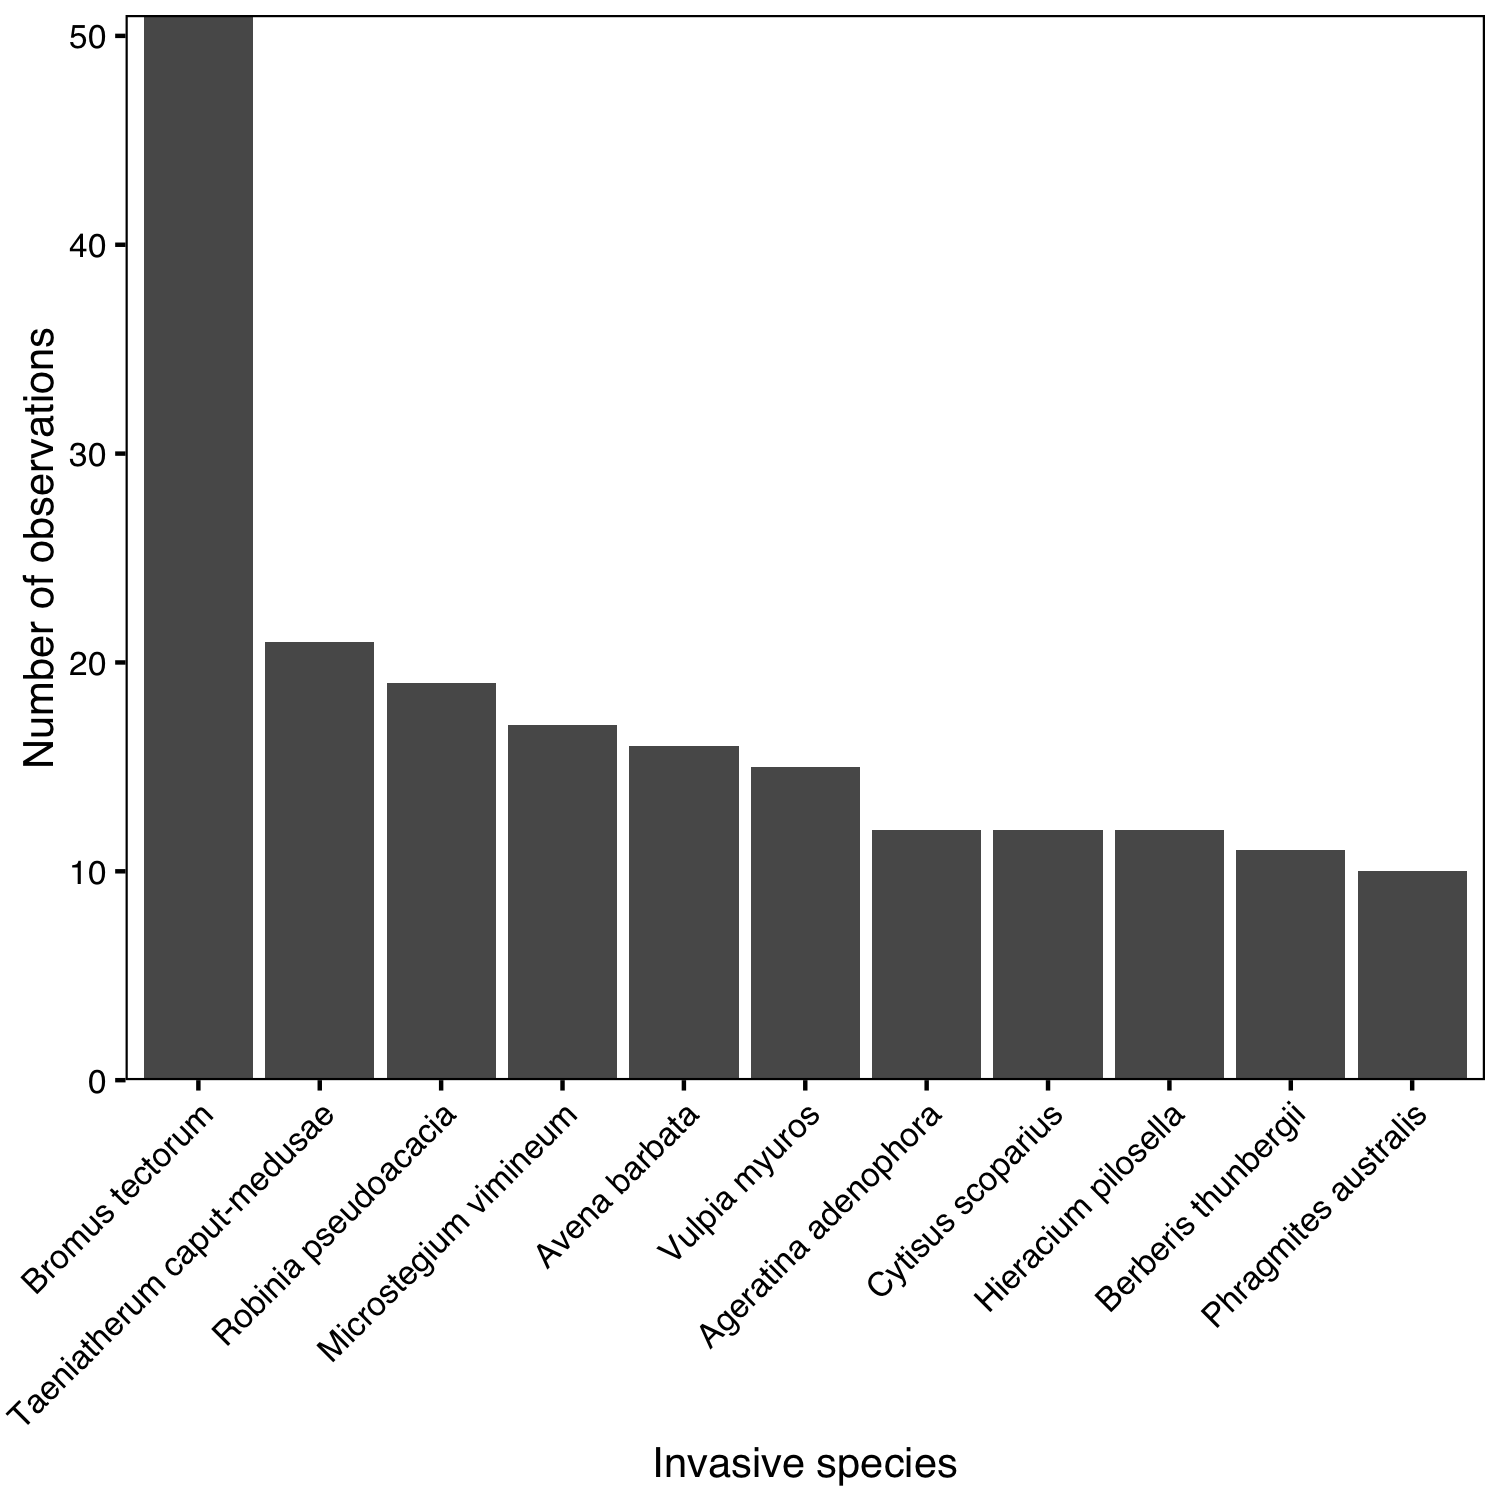 Number of observations
50
40
30
20
10
0
Bromus tectorum
Taeniatherum caput-medusae
Robinia pseudoacacia
Microstegium vimineum
Avena barbata
Vulpia myuros
Ageratina adenophora
Cytisus scoparius
Hieracium pilosella
Berberis thunbergii
Phragmites australis
Invasive species